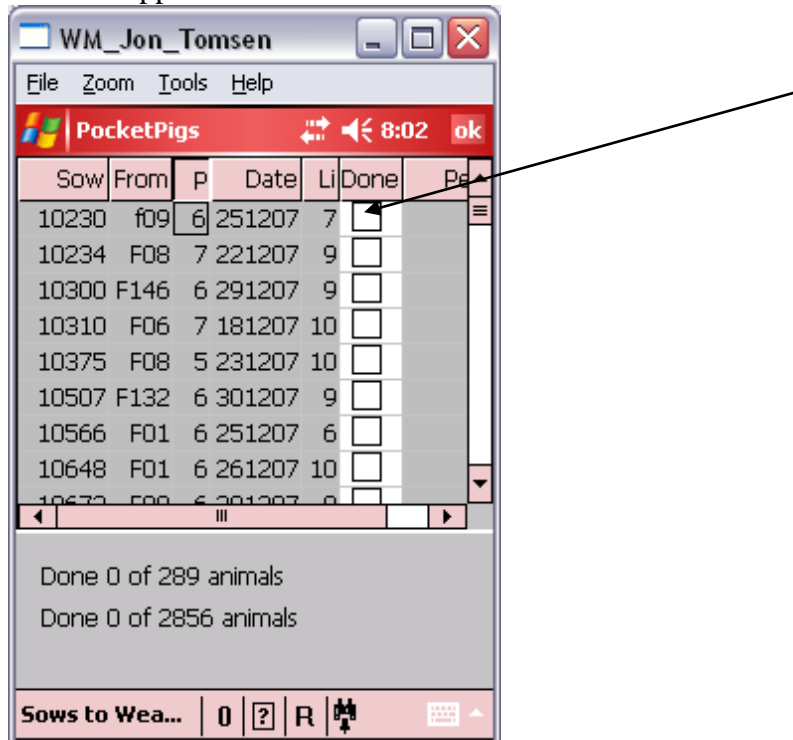 WM_Jon_Tomsen
File Zoom Tools Help
PocketPigs 8:02 ok
Sow From P Date Li Done Pe
10230 f09 6 251207 7
10234 F08 7 221207 9
10300 F146 6 291207 9
10310 F06 7 181207 10
10375 F08 5 231207 10
10507 F132 6 301207 9
10566 F01 6 251207 6
10648 F01 6 261207 10
Done 0 of 289 animals
Done 0 of 2856 animals
Sows to Wea... 0 ? R